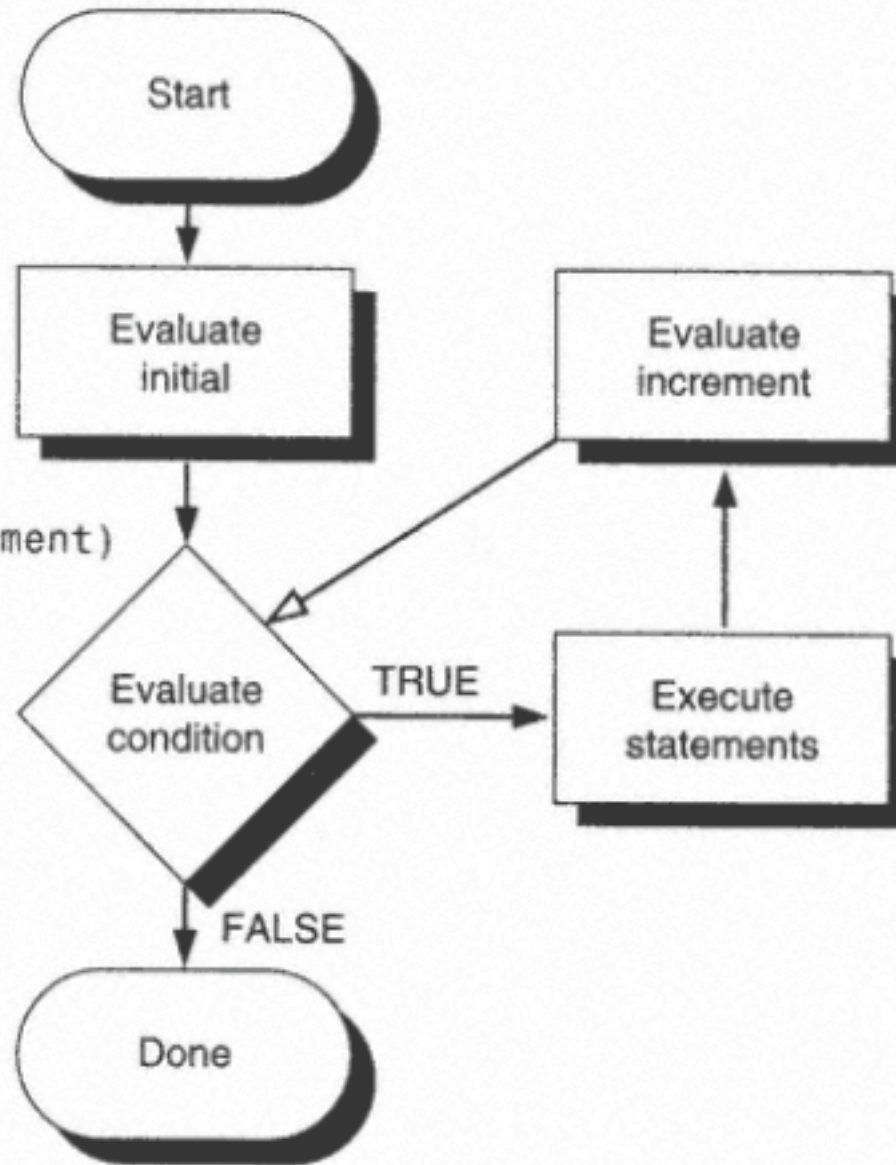 Start
Evaluate
initial
Evaluate
increment
ment)
Evaluate
condition
TRUE
Execute
statements
FALSE
Done